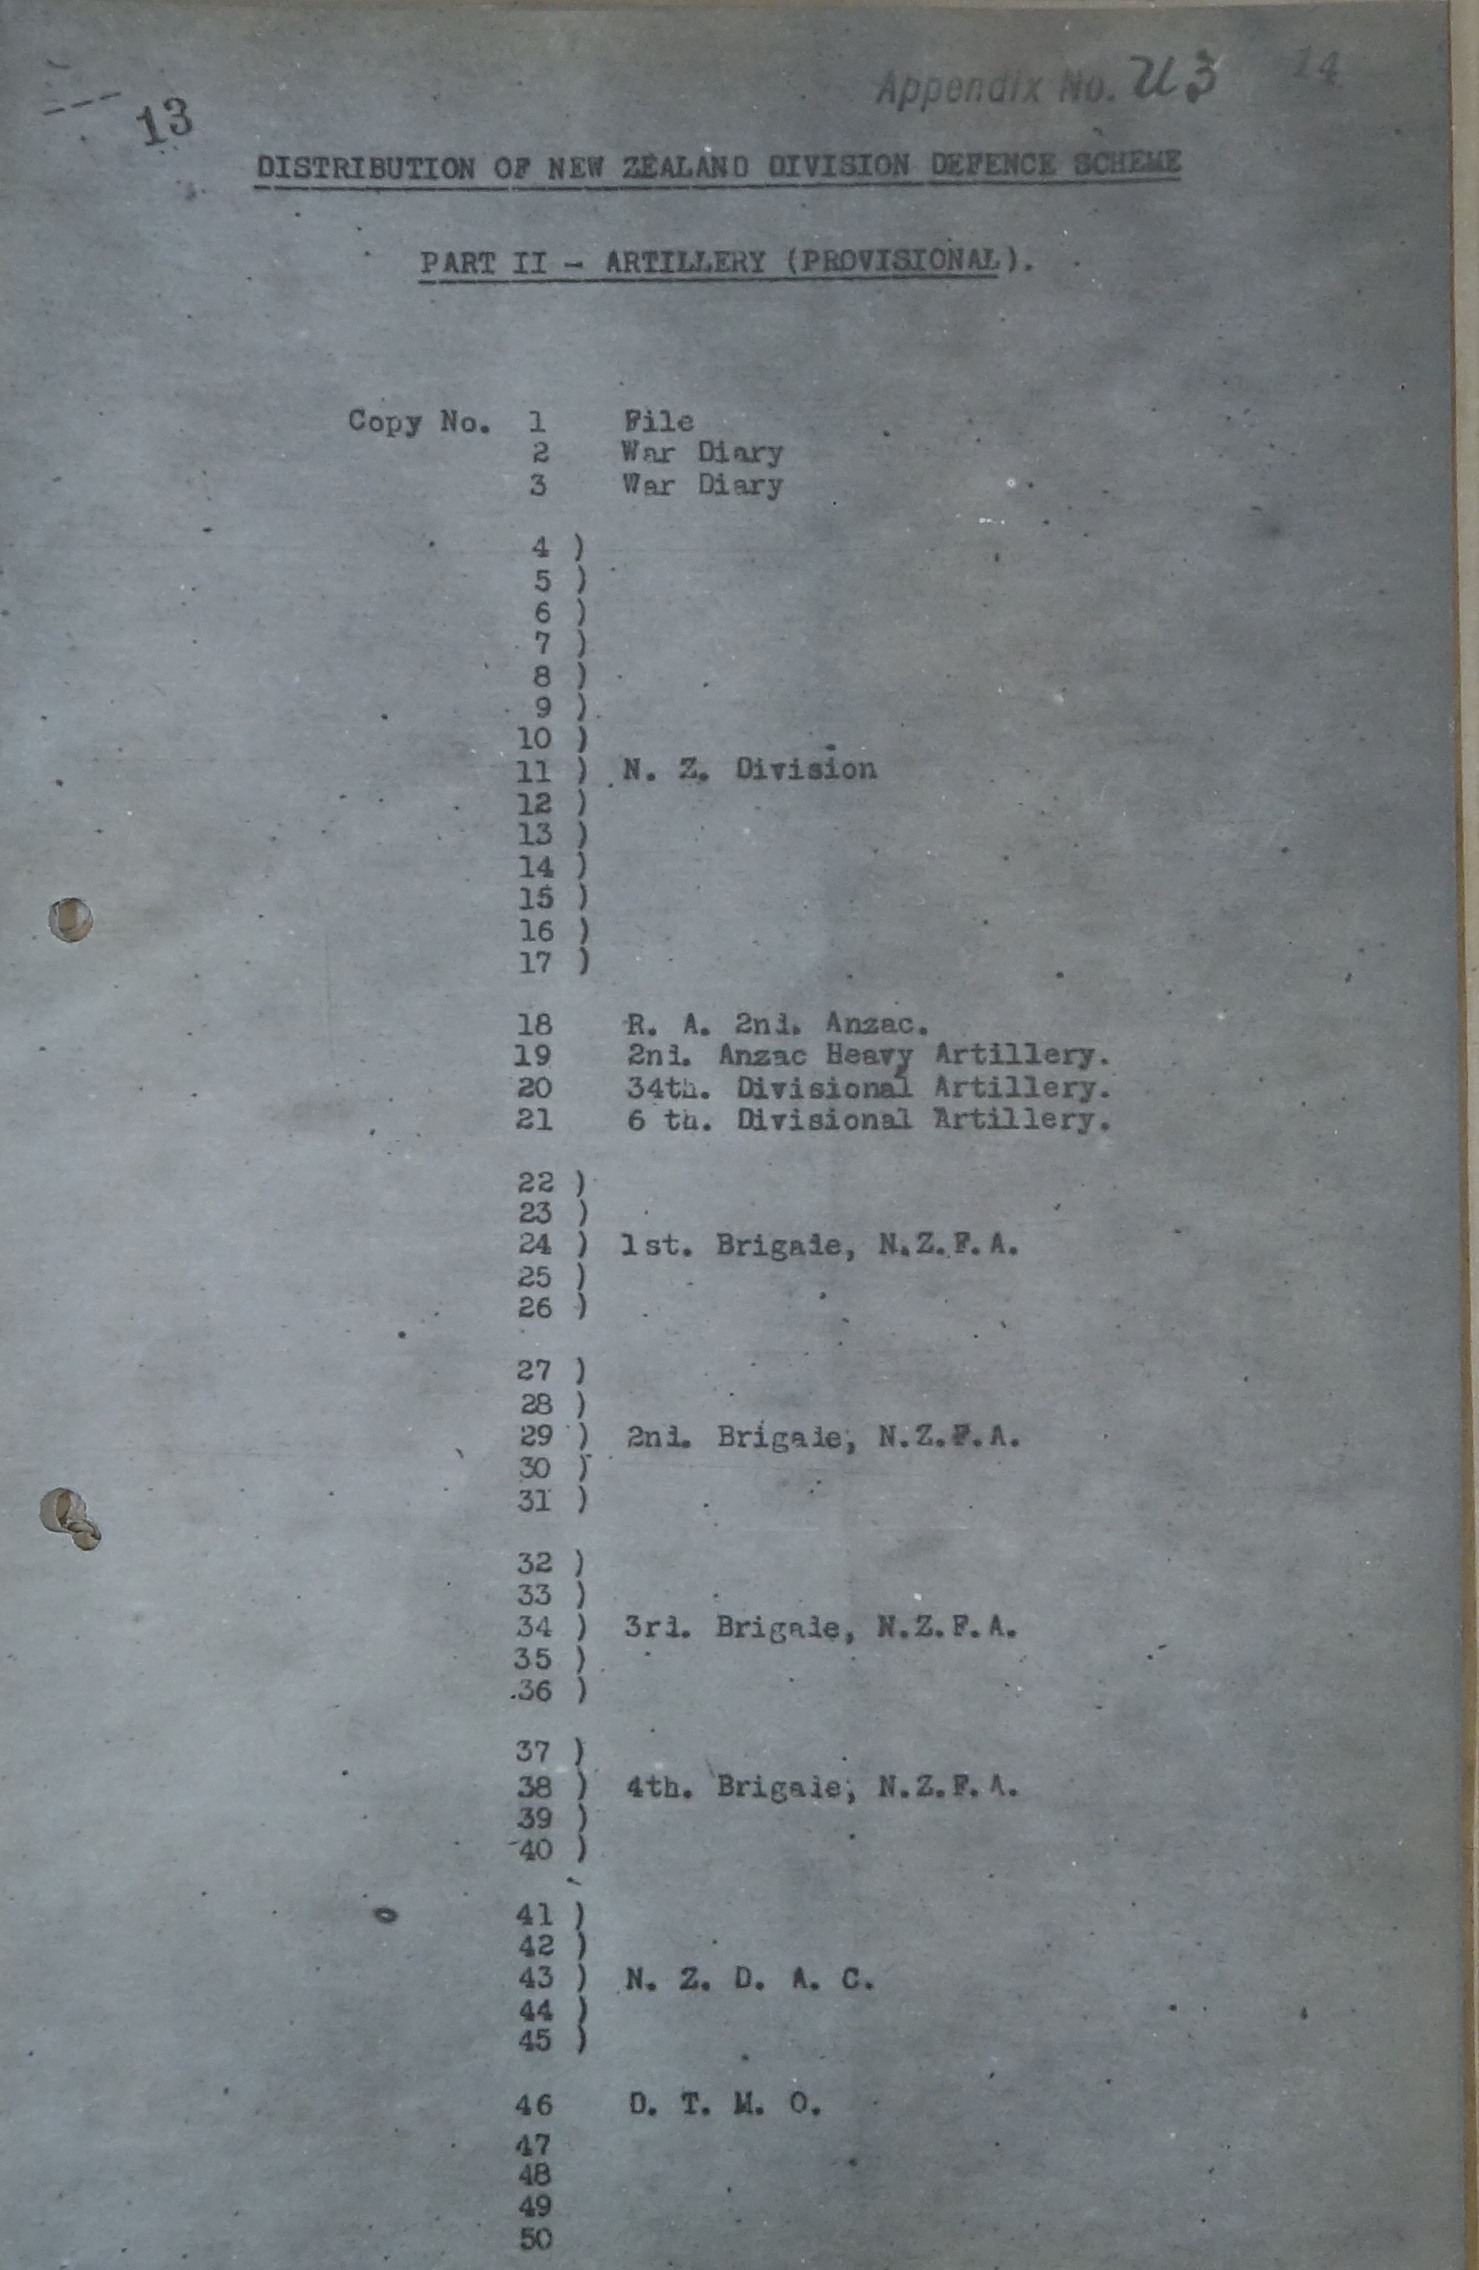 13
Appendix No. U3 14
DISTRIBUTION OF NEW ZEALAND DIVISION DEFENCE SCHEME
PART II - ARTILLERY (PROVISIONAL).
Copy No. 1 File
2 War Diary
3 War Diary
4 )
5 )
6 )
7 )
8 )
9 )
10 )
11 ) N. Z. Division
12 )
13 )
14 )
15 )
16 )
17 )
18 R. A. 2nd. Anzac.
19 2nd. Anzac Heavy Artillery.
20 34th. Divisional Artillery.
21 6 th. Divisional Artillery.
22 )
23 )
24 ) 1st. Brigade, N.Z.F.A.
25 )
26 )
27 )
28 )
29 ) 2nd. Brigade, N.Z.F.A.
30 )
31 )
32 )
33 )
34 ) 3rd. Brigade, N.Z.F.A.
35 )
36 )
37 )
38 ) 4th. Brigade, N.Z.F.A.
39 )
40 )
41 )
42 )
43 ) N. Z. D. A. C.
44 )
45 )
46 D. T. M. O.
47
48
49
50